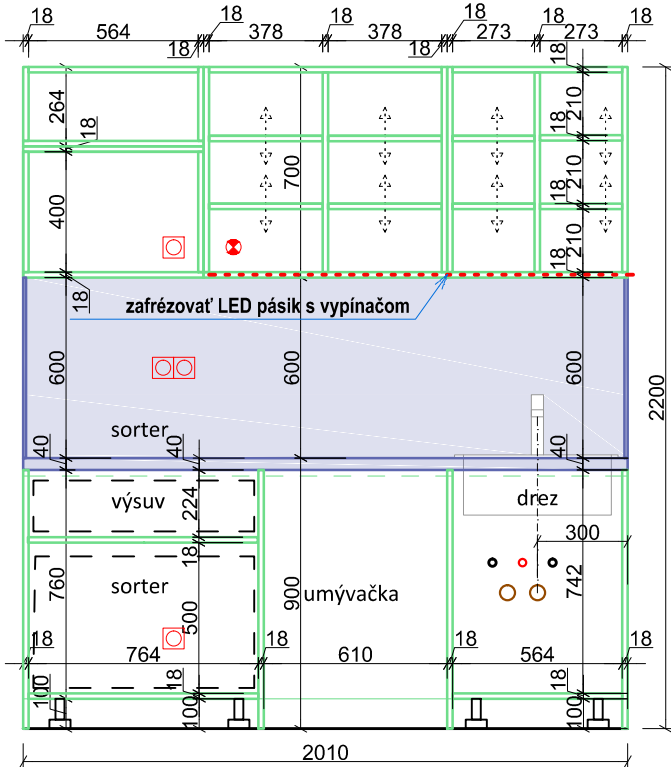 18 18 18 18 18 18
564 378 378 273 273
18 18 18 18
264 18 700 18 210
400 18 210
18 210
18 18
zafrézovať LED pásik s vypínačom
600 600 600 2200
sorter
40 40 40
výsuv 224 drez
18 300
760 sorter 500 900 umývačka 742
18 18 18 18
764 610 564
18 18
100 100 100
2010